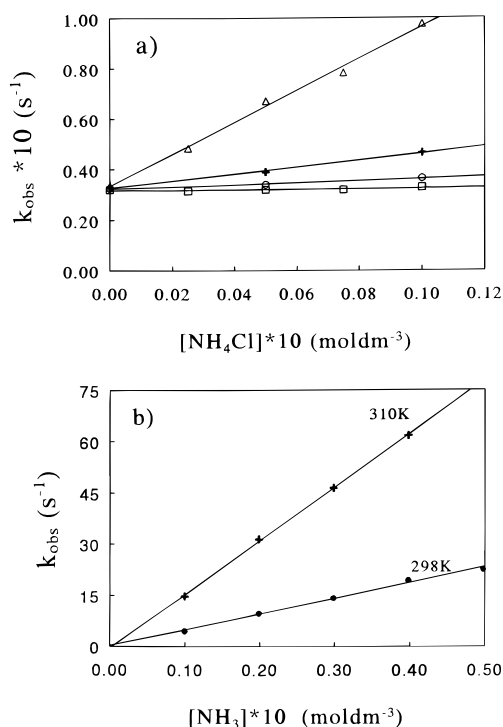 a)
1.00
0.80
0.60
0.40
0.20
0.00
k_obs *10 (s⁻¹)
0.00 0.02 0.04 0.06 0.08 0.10 0.12
[NH₄Cl]*10 (moldm⁻³)
b)
75
60
45
30
15
0
k_obs (s⁻¹)
310K
298K
0.00 0.10 0.20 0.30 0.40 0.50
[NH₃]*10 (moldm⁻³)